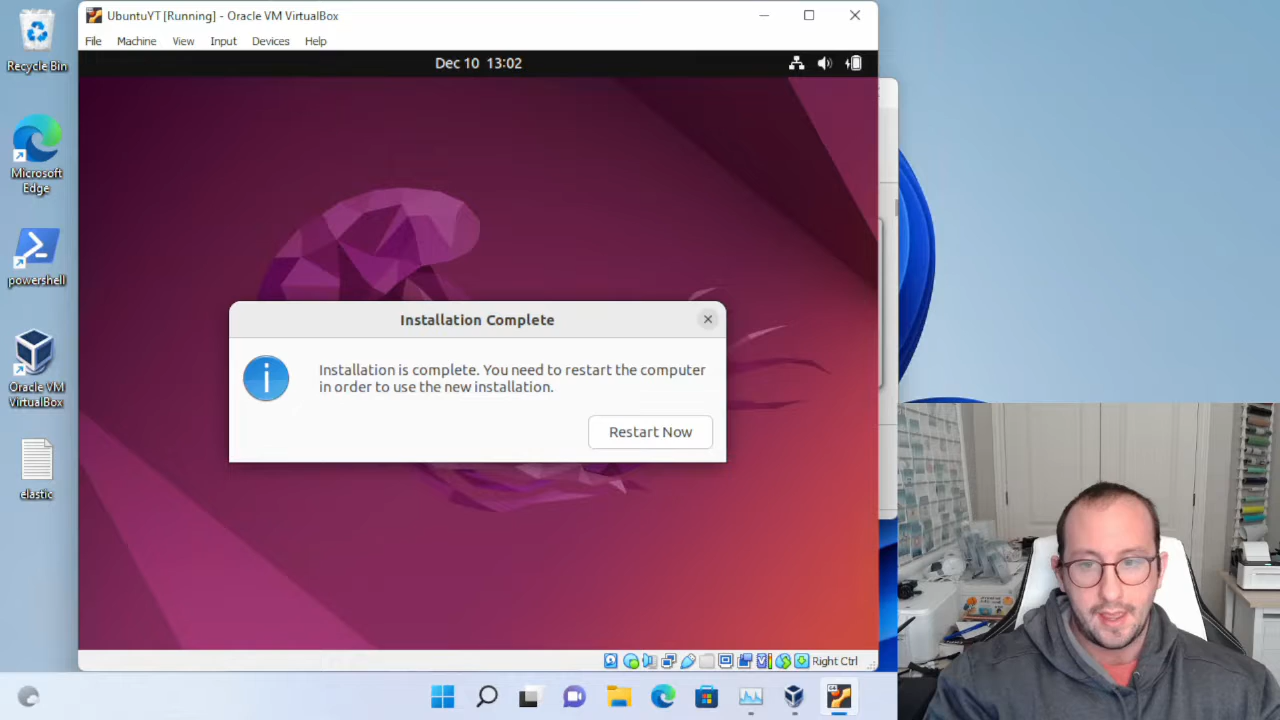 UbuntuYT [Running] - Oracle VM VirtualBox
File Machine View Input Devices Help
Dec 10 13:02
Recycle Bin
Microsoft
Edge
powershell
Oracle VM
VirtualBox
elastic
Installation Complete
Installation is complete. You need to restart the computer
in order to use the new installation.
Restart Now
Right Ctrl